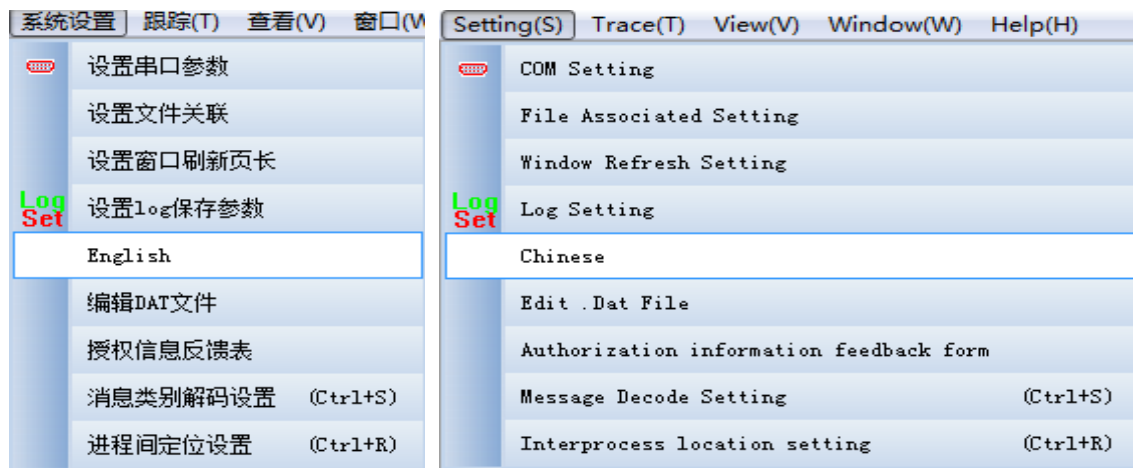 系统设置 跟踪(T) 查看(V) 窗口(W
设置串口参数
设置文件关联
设置窗口刷新页长
Log
Set
设置log保存参数
English
编辑DAT文件
授权信息反馈表
消息类别解码设置 (Ctrl+S)
进程间定位设置 (Ctrl+R)
Setting(S) Trace(T) View(V) Window(W) Help(H)
COM Setting
File Associated Setting
Window Refresh Setting
Log
Set
Log Setting
Chinese
Edit .Dat File
Authorization information feedback form
Message Decode Setting (Ctrl+S)
Interprocess location setting (Ctrl+R)